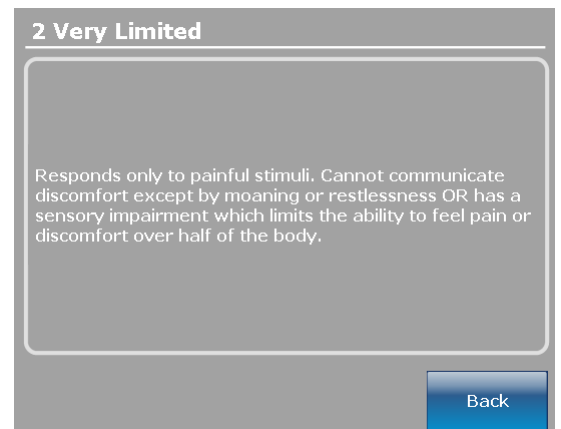 2 Very Limited
Responds only to painful stimuli. Cannot communicate
discomfort except by moaning or restlessness OR has a
sensory impairment which limits the ability to feel pain or
discomfort over half of the body.
Back